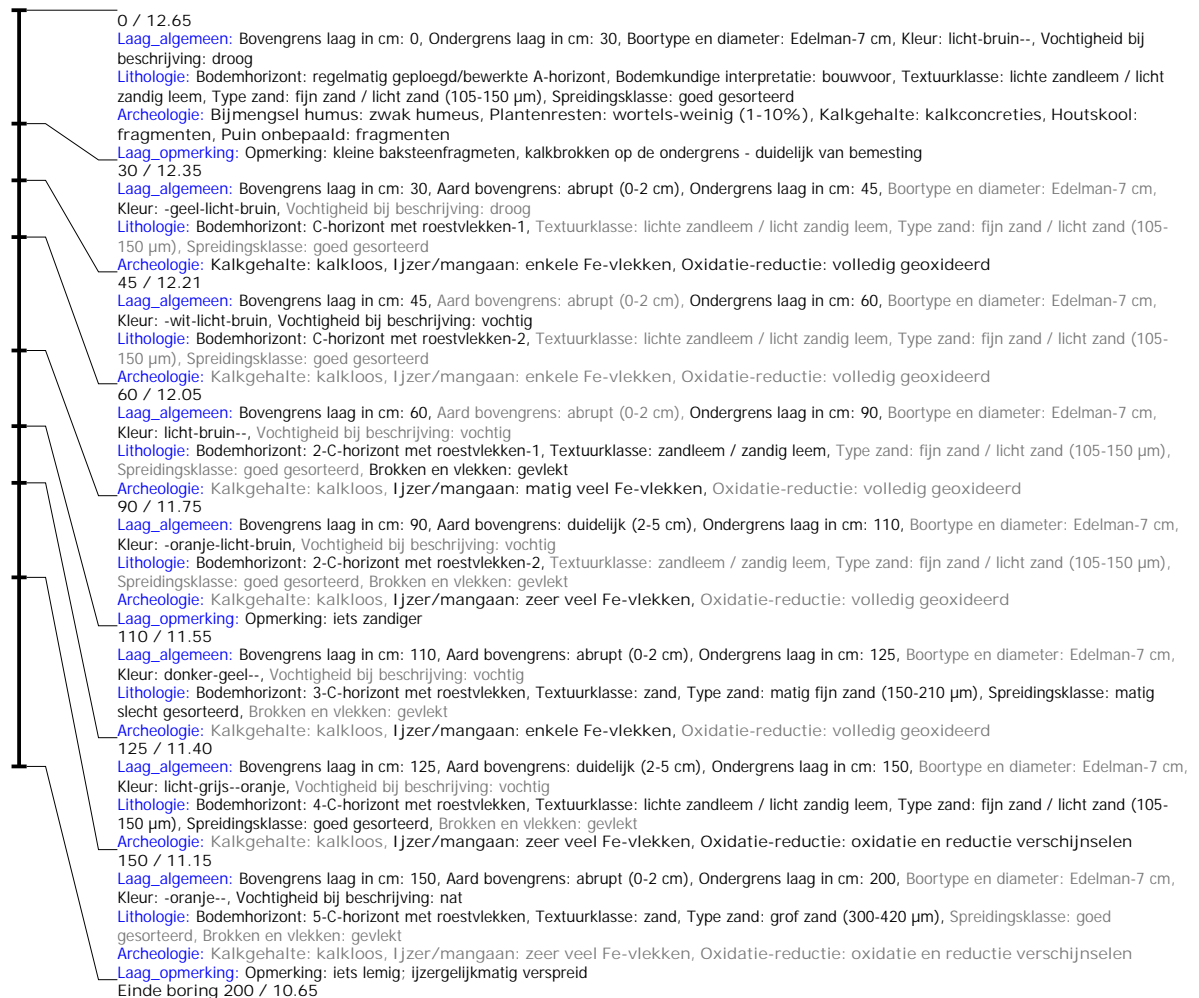 0 / 12.65
Laag_algemeen: Bovengrens laag in cm: 0, Ondergrens laag in cm: 30, Boortype en diameter: Edelman-7 cm, Kleur: licht-bruin--, Vochtigheid bij
beschrijving: droog
Lithologie: Bodemhorizont: regelmatig geploegd/bewerkte A-horizont, Bodemkundige interpretatie: bouwvoor, Textuurklasse: lichte zandleem / licht
zandig leem, Type zand: fijn zand / licht zand (105-150 µm), Spreidingsklasse: goed gesorteerd
Archeologie: Bijmengsel humus: zwak humeus, Plantenresten: wortels-weinig (1-10%), Kalkgehalte: kalkconcreties, Houtskool:
fragmenten, Puin onbepaald: fragmenten
Laag_opmerking: Opmerking: kleine baksteenfragmeten, kalkbrokken op de ondergrens - duidelijk van bemesting
30 / 12.35
Laag_algemeen: Bovengrens laag in cm: 30, Aard bovengrens: abrupt (0-2 cm), Ondergrens laag in cm: 45, Boortype en diameter: Edelman-7 cm,
Kleur: -geel-licht-bruin, Vochtigheid bij beschrijving: droog
Lithologie: Bodemhorizont: C-horizont met roestvlekken-1, Textuurklasse: lichte zandleem / licht zandig leem, Type zand: fijn zand / licht zand (105-
150 µm), Spreidingsklasse: goed gesorteerd
Archeologie: Kalkgehalte: kalkloos, Ijzer/mangaan: enkele Fe-vlekken, Oxidatie-reductie: volledig geoxideerd
45 / 12.21
Laag_algemeen: Bovengrens laag in cm: 45, Aard bovengrens: abrupt (0-2 cm), Ondergrens laag in cm: 60, Boortype en diameter: Edelman-7 cm,
Kleur: -wit-licht-bruin, Vochtigheid bij beschrijving: vochtig
Lithologie: Bodemhorizont: C-horizont met roestvlekken-2, Textuurklasse: lichte zandleem / licht zandig leem, Type zand: fijn zand / licht zand (105-
150 µm), Spreidingsklasse: goed gesorteerd
Archeologie: Kalkgehalte: kalkloos, Ijzer/mangaan: enkele Fe-vlekken, Oxidatie-reductie: volledig geoxideerd
60 / 12.05
Laag_algemeen: Bovengrens laag in cm: 60, Aard bovengrens: abrupt (0-2 cm), Ondergrens laag in cm: 90, Boortype en diameter: Edelman-7 cm,
Kleur: licht-bruin--, Vochtigheid bij beschrijving: vochtig
Lithologie: Bodemhorizont: 2-C-horizont met roestvlekken-1, Textuurklasse: zandleem / zandig leem, Type zand: fijn zand / licht zand (105-150 µm),
Spreidingsklasse: goed gesorteerd, Brokken en vlekken: gevlekt
Archeologie: Kalkgehalte: kalkloos, Ijzer/mangaan: matig veel Fe-vlekken, Oxidatie-reductie: volledig geoxideerd
90 / 11.75
Laag_algemeen: Bovengrens laag in cm: 90, Aard bovengrens: duidelijk (2-5 cm), Ondergrens laag in cm: 110, Boortype en diameter: Edelman-7 cm,
Kleur: -oranje-licht-bruin, Vochtigheid bij beschrijving: vochtig
Lithologie: Bodemhorizont: 2-C-horizont met roestvlekken-2, Textuurklasse: zandleem / zandig leem, Type zand: fijn zand / licht zand (105-150 µm),
Spreidingsklasse: goed gesorteerd, Brokken en vlekken: gevlekt
Archeologie: Kalkgehalte: kalkloos, Ijzer/mangaan: zeer veel Fe-vlekken, Oxidatie-reductie: volledig geoxideerd
Laag_opmerking: Opmerking: iets zandiger
110 / 11.55
Laag_algemeen: Bovengrens laag in cm: 110, Aard bovengrens: abrupt (0-2 cm), Ondergrens laag in cm: 125, Boortype en diameter: Edelman-7 cm,
Kleur: donker-geel--, Vochtigheid bij beschrijving: vochtig
Lithologie: Bodemhorizont: 3-C-horizont met roestvlekken, Textuurklasse: zand, Type zand: matig fijn zand (150-210 µm), Spreidingsklasse: matig
slecht gesorteerd, Brokken en vlekken: gevlekt
Archeologie: Kalkgehalte: kalkloos, Ijzer/mangaan: enkele Fe-vlekken, Oxidatie-reductie: volledig geoxideerd
125 / 11.40
Laag_algemeen: Bovengrens laag in cm: 125, Aard bovengrens: duidelijk (2-5 cm), Ondergrens laag in cm: 150, Boortype en diameter: Edelman-7 cm,
Kleur: licht-grijs--oranje, Vochtigheid bij beschrijving: vochtig
Lithologie: Bodemhorizont: 4-C-horizont met roestvlekken, Textuurklasse: lichte zandleem / licht zandig leem, Type zand: fijn zand / licht zand (105-
150 µm), Spreidingsklasse: goed gesorteerd, Brokken en vlekken: gevlekt
Archeologie: Kalkgehalte: kalkloos, Ijzer/mangaan: zeer veel Fe-vlekken, Oxidatie-reductie: oxidatie en reductie verschijnselen
150 / 11.15
Laag_algemeen: Bovengrens laag in cm: 150, Aard bovengrens: abrupt (0-2 cm), Ondergrens laag in cm: 200, Boortype en diameter: Edelman-7 cm,
Kleur: -oranje--, Vochtigheid bij beschrijving: nat
Lithologie: Bodemhorizont: 5-C-horizont met roestvlekken, Textuurklasse: zand, Type zand: grof zand (300-420 µm), Spreidingsklasse: goed
gesorteerd, Brokken en vlekken: gevlekt
Archeologie: Kalkgehalte: kalkloos, Ijzer/mangaan: zeer veel Fe-vlekken, Oxidatie-reductie: oxidatie en reductie verschijnselen
Laag_opmerking: Opmerking: iets lemig; ijzergelijkmatig verspreid
Einde boring 200 / 10.65